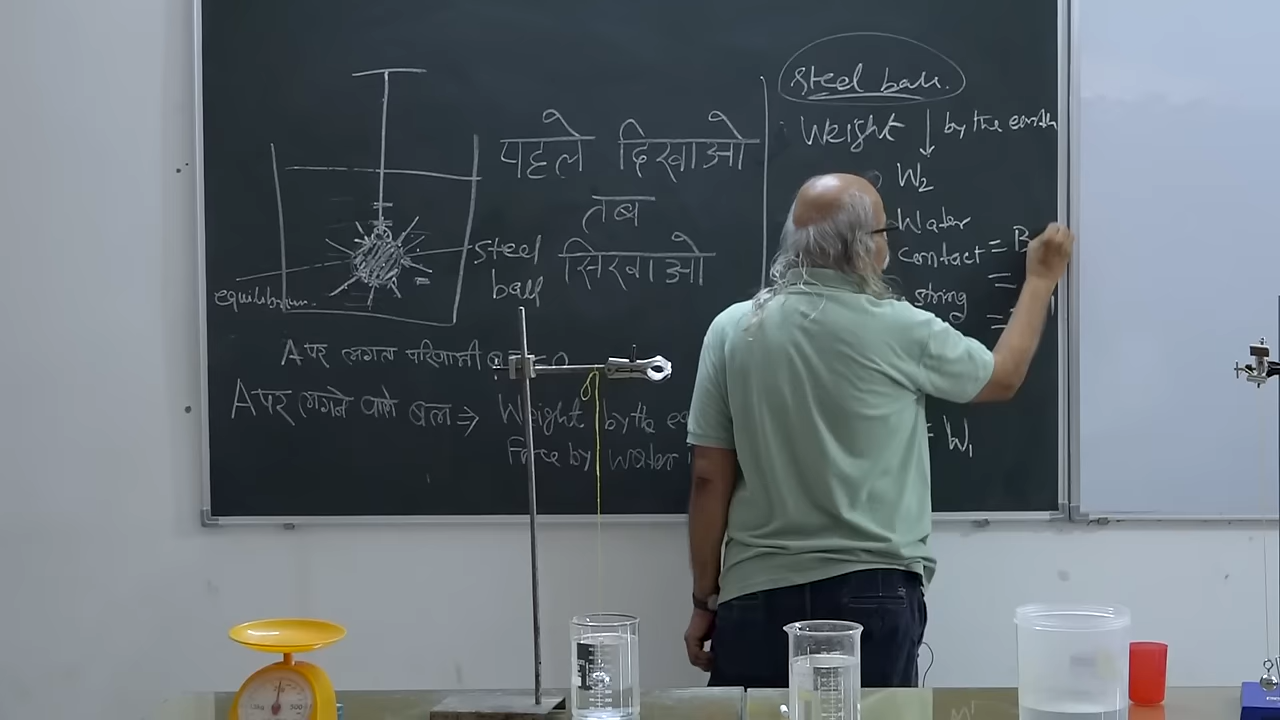 पहले दिखाओ
तब
सिखाओ
steel
ball
equilibrium
A पर लगता परिणामी
A पर लगने वाले बल ⇒ Weight by the
Force by water
steel ball.
Weight ↓ by the earth
W₂
Water
contact = B
=
string
=
= W₁
500